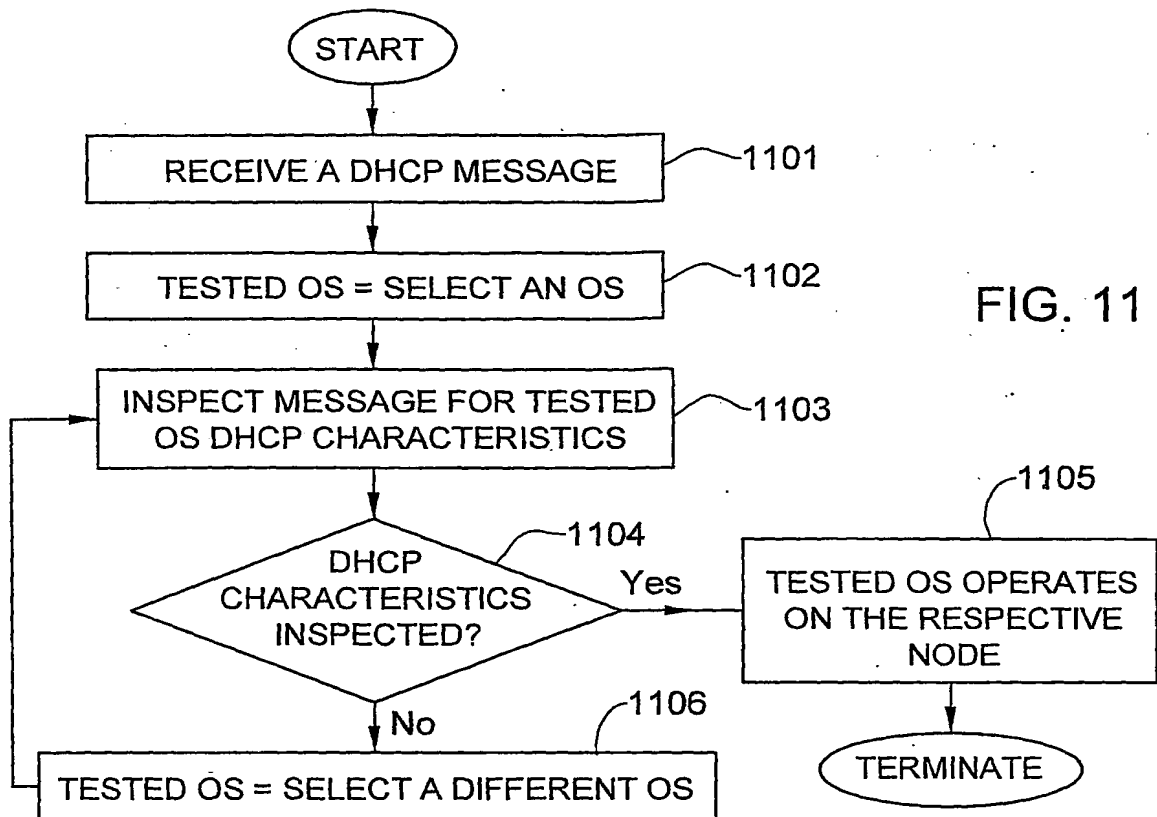 START
RECEIVE A DHCP MESSAGE
1101
TESTED OS = SELECT AN OS
1102
FIG. 11
INSPECT MESSAGE FOR TESTED
OS DHCP CHARACTERISTICS
1103
DHCP
CHARACTERISTICS
INSPECTED?
1104
Yes
1105
TESTED OS OPERATES
ON THE RESPECTIVE
NODE
No
1106
TESTED OS = SELECT A DIFFERENT OS
TERMINATE